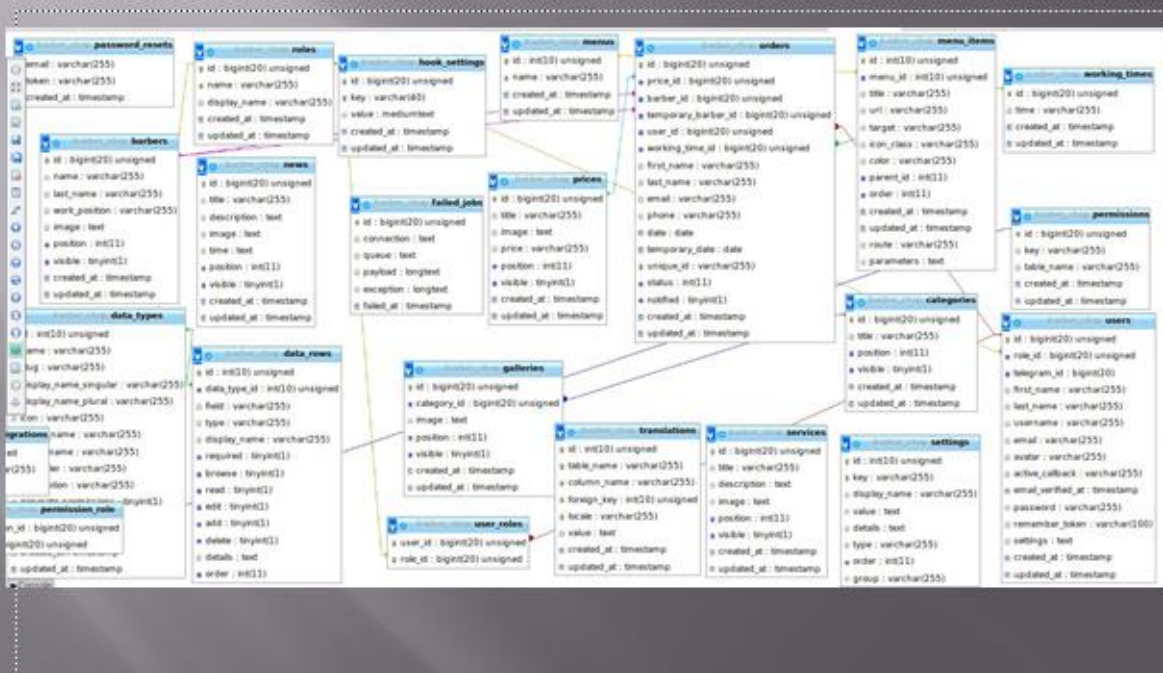 password_resets
email : varchar(255)
token : varchar(255)
created_at : timestamp
roles
id : bigint(20) unsigned
name : varchar(255)
display_name : varchar(255)
created_at : timestamp
updated_at : timestamp
hook_settings
id : bigint(20) unsigned
key : varchar(40)
value : mediumtext
created_at : timestamp
updated_at : timestamp
menus
id : int(10) unsigned
name : varchar(255)
created_at : timestamp
updated_at : timestamp
orders
id : bigint(20) unsigned
price_id : bigint(20) unsigned
barber_id : bigint(20) unsigned
temporary_barber_id : bigint(20) unsigned
user_id : bigint(20) unsigned
working_time_id : bigint(20) unsigned
first_name : varchar(255)
last_name : varchar(255)
email : varchar(255)
phone : varchar(255)
date : date
temporary_date : date
unique_id : varchar(255)
status : int(11)
notified : tinyint(1)
created_at : timestamp
updated_at : timestamp
menu_items
id : int(10) unsigned
menu_id : int(10) unsigned
title : varchar(255)
url : varchar(255)
target : varchar(255)
icon_class : varchar(255)
color : varchar(255)
parent_id : int(11)
order : int(11)
created_at : timestamp
updated_at : timestamp
route : varchar(255)
parameters : text
working_times
id : bigint(20) unsigned
time : varchar(255)
created_at : timestamp
updated_at : timestamp
barbers
id : bigint(20) unsigned
name : varchar(255)
last_name : varchar(255)
work_position : varchar(255)
image : text
position : int(11)
visible : tinyint(1)
created_at : timestamp
updated_at : timestamp
news
id : bigint(20) unsigned
title : varchar(255)
description : text
image : text
time : text
position : int(11)
visible : tinyint(1)
created_at : timestamp
updated_at : timestamp
failed_jobs
id : bigint(20) unsigned
connection : text
queue : text
payload : longtext
exception : longtext
failed_at : timestamp
prices
id : bigint(20) unsigned
title : varchar(255)
image : text
price : varchar(255)
position : int(11)
visible : tinyint(1)
created_at : timestamp
updated_at : timestamp
permissions
id : bigint(20) unsigned
key : varchar(255)
table_name : varchar(255)
created_at : timestamp
updated_at : timestamp
categories
id : bigint(20) unsigned
title : varchar(255)
position : int(11)
visible : tinyint(1)
created_at : timestamp
updated_at : timestamp
users
id : bigint(20) unsigned
role_id : bigint(20) unsigned
telegram_id : bigint(20)
first_name : varchar(255)
last_name : varchar(255)
username : varchar(255)
email : varchar(255)
avatar : varchar(255)
active_callback : varchar(255)
email_verified_at : timestamp
password : varchar(255)
remember_token : varchar(100)
settings : text
created_at : timestamp
updated_at : timestamp
data_types
: int(10) unsigned
ame : varchar(255)
lug : varchar(255)
isplay_name_singular : varchar(255)
isplay_name_plural : varchar(255)
icon : varchar(255)
grations
name : varchar(255)
permission_role
bigint(20) unsigned
bigint(20) unsigned
updated_at : timestamp
data_rows
id : int(10) unsigned
data_type_id : int(10) unsigned
field : varchar(255)
type : varchar(255)
display_name : varchar(255)
required : tinyint(1)
browse : tinyint(1)
read : tinyint(1)
edit : tinyint(1)
add : tinyint(1)
delete : tinyint(1)
details : text
order : int(11)
galleries
id : bigint(20) unsigned
category_id : bigint(20) unsigned
image : text
position : int(11)
visible : tinyint(1)
created_at : timestamp
updated_at : timestamp
user_roles
user_id : bigint(20) unsigned
role_id : bigint(20) unsigned
translations
id : int(10) unsigned
table_name : varchar(255)
column_name : varchar(255)
foreign_key : int(10) unsigned
locale : varchar(255)
value : text
created_at : timestamp
updated_at : timestamp
services
id : bigint(20) unsigned
title : varchar(255)
description : text
image : text
position : int(11)
visible : tinyint(1)
created_at : timestamp
updated_at : timestamp
settings
id : int(10) unsigned
key : varchar(255)
display_name : varchar(255)
value : text
details : text
type : varchar(255)
order : int(11)
group : varchar(255)
Console